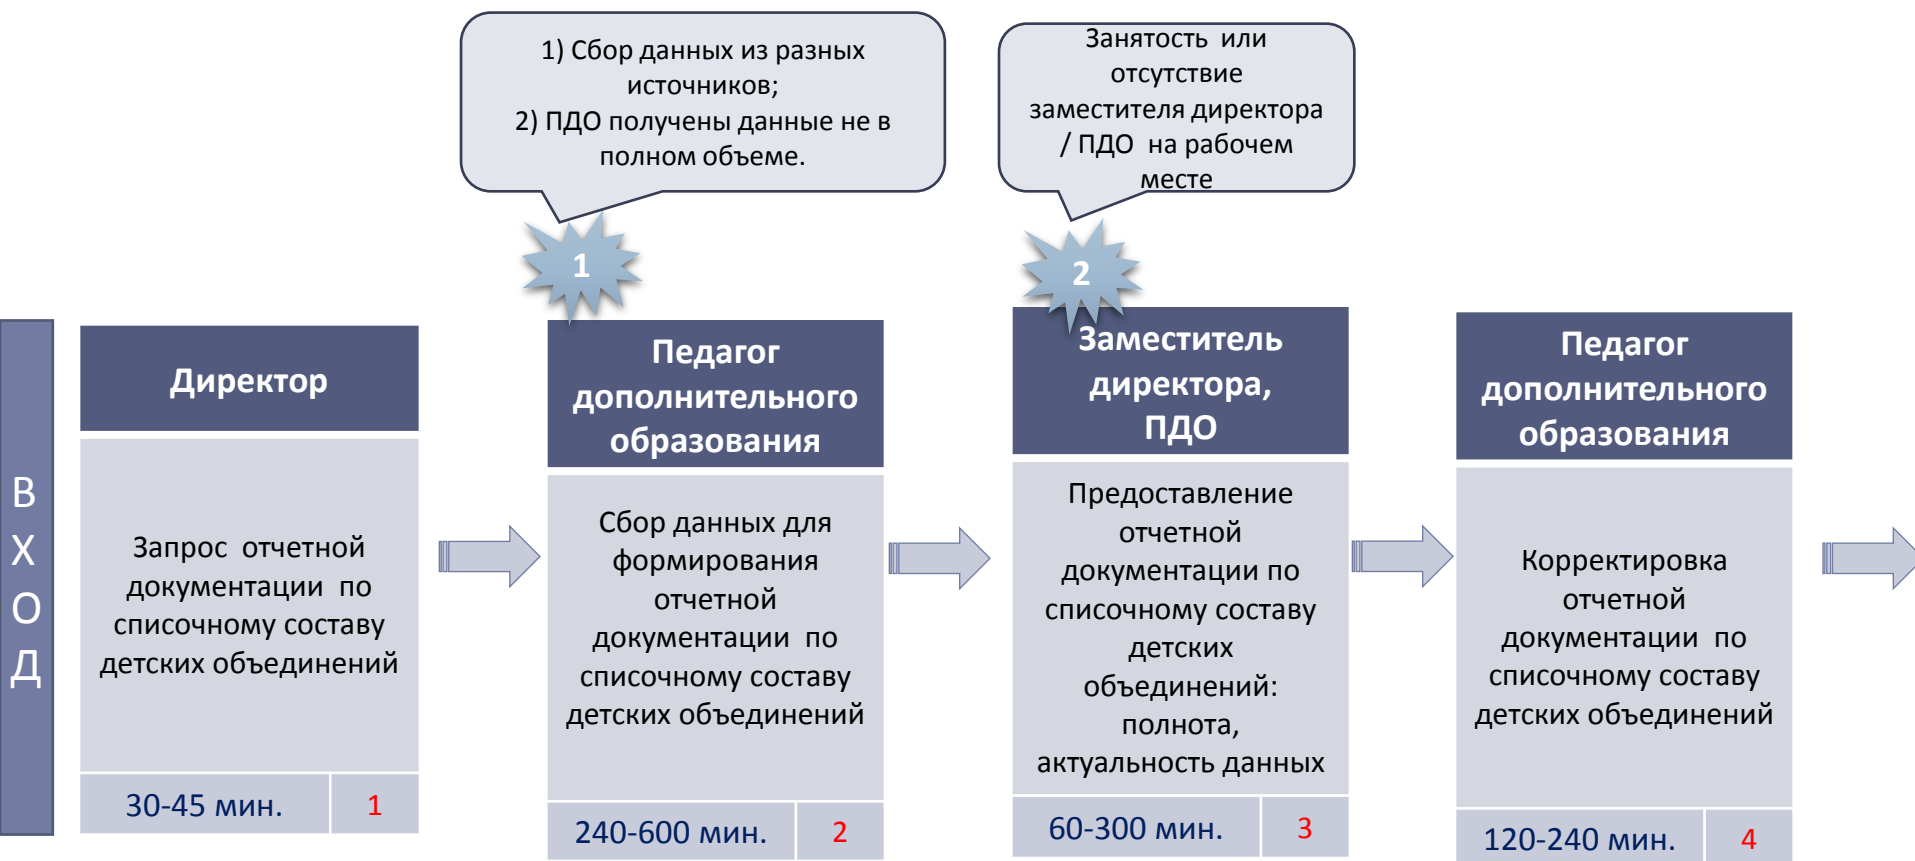 1) Сбор данных из разных
источников;
2) ПДО получены данные не в
полном объеме.
Занятость или
отсутствие
заместителя директора
/ ПДО на рабочем
месте
1
2
В
Х
О
Д
Директор
Запрос отчетной
документации по
списочному составу
детских объединений
30-45 мин.
1
Педагог
дополнительного
образования
Сбор данных для
формирования
отчетной
документации по
списочному составу
детских объединений
240-600 мин.
2
Заместитель
директора,
ПДО
Предоставление
отчетной
документации по
списочному составу
детских
объединений:
полнота,
актуальность данных
60-300 мин.
3
Педагог
дополнительного
образования
Корректировка
отчетной
документации по
списочному составу
детских объединений
120-240 мин.
4